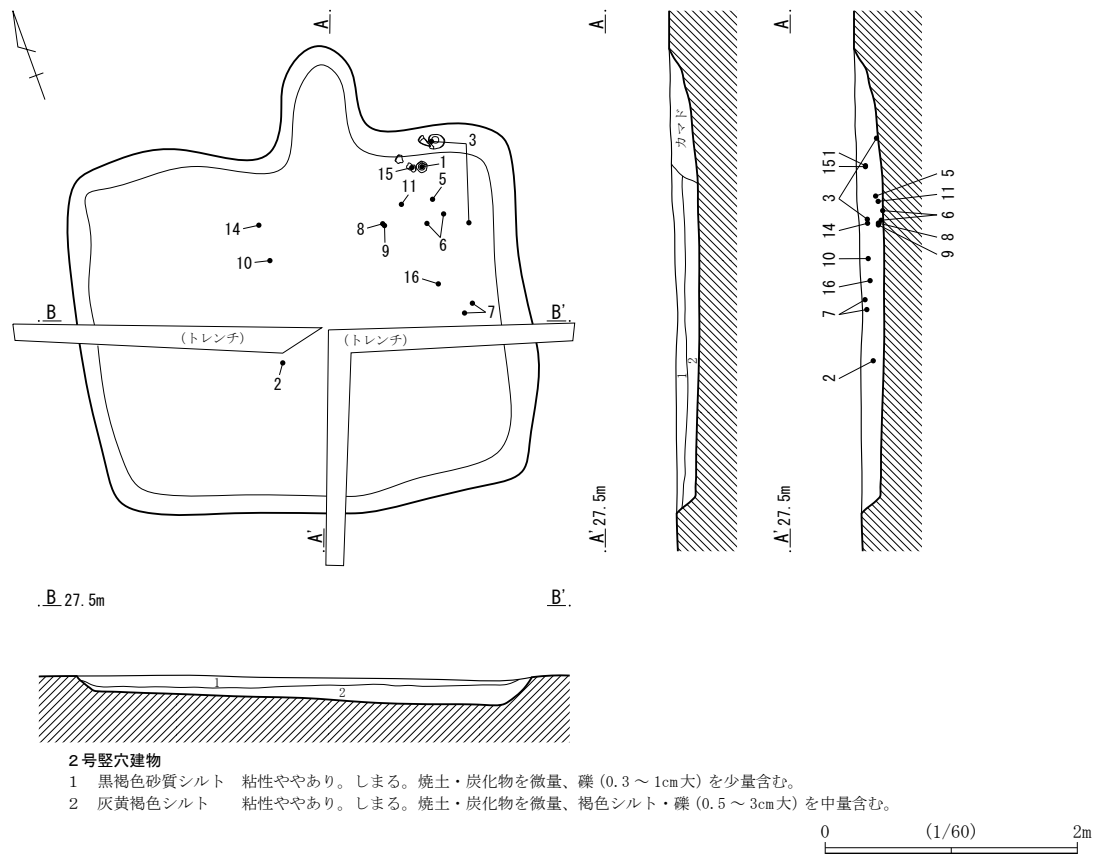 A
A
A
3
15
1
5
11
14
8
9
6
10
16
7
B
B'
(トレンチ)
(トレンチ)
2
A'
カマド
1
2
A' 27.5m
1
15
3
14
10
16
7
2
5
11
6
8
9
A' 27.5m
B 27.5m
B'
1
2
2号竪穴建物
1 黒褐色砂質シルト 粘性ややあり。しまる。焼土・炭化物を微量、礫(0.3~1cm大)を少量含む。
2 灰黄褐色シルト 粘性ややあり。しまる。焼土・炭化物を微量、褐色シルト・礫(0.5~3cm大)を中量含む。
0 (1/60) 2m